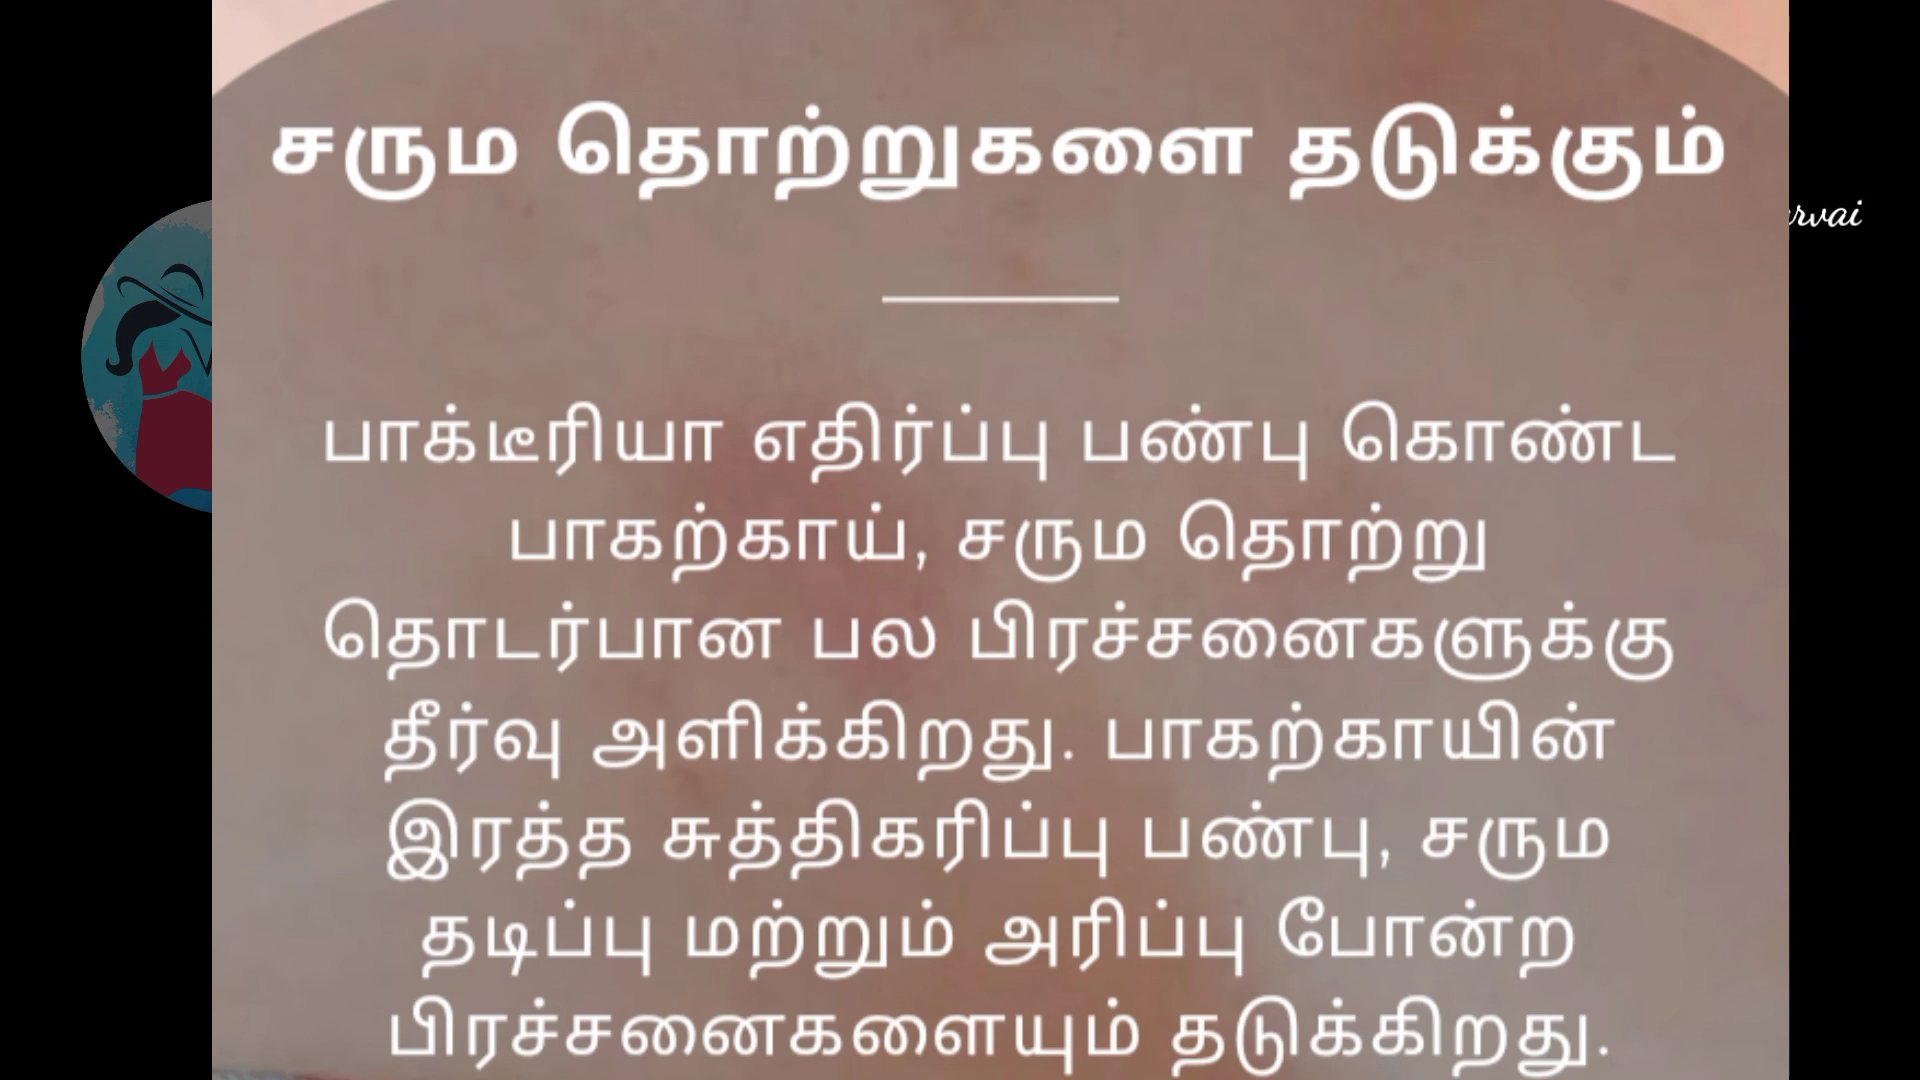 சரும தொற்றுகளை தடுக்கும்
பாக்டீரியா எதிர்ப்பு பண்பு கொண்ட
பாகற்காய், சரும தொற்று
தொடர்பான பல பிரச்சனைகளுக்கு
தீர்வு அளிக்கிறது. பாகற்காயின்
இரத்த சுத்திகரிப்பு பண்பு, சரும
தடிப்பு மற்றும் அரிப்பு போன்ற
பிரச்சனைகளையும் தடுக்கிறது.